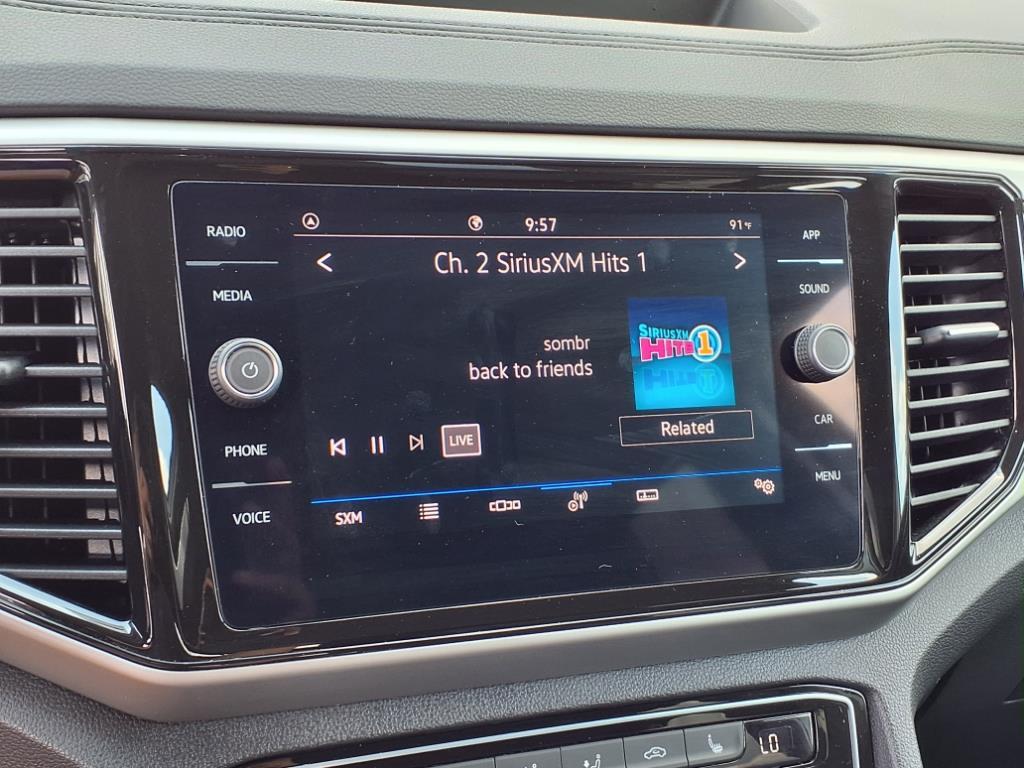 9:57
91°F
RADIO
MEDIA
PHONE
VOICE
< Ch. 2 SiriusXM Hits 1 >
sombr
back to friends
SIRIUSXM
HITS 1
Related
LIVE
SXM
APP
SOUND
CAR
MENU
LO